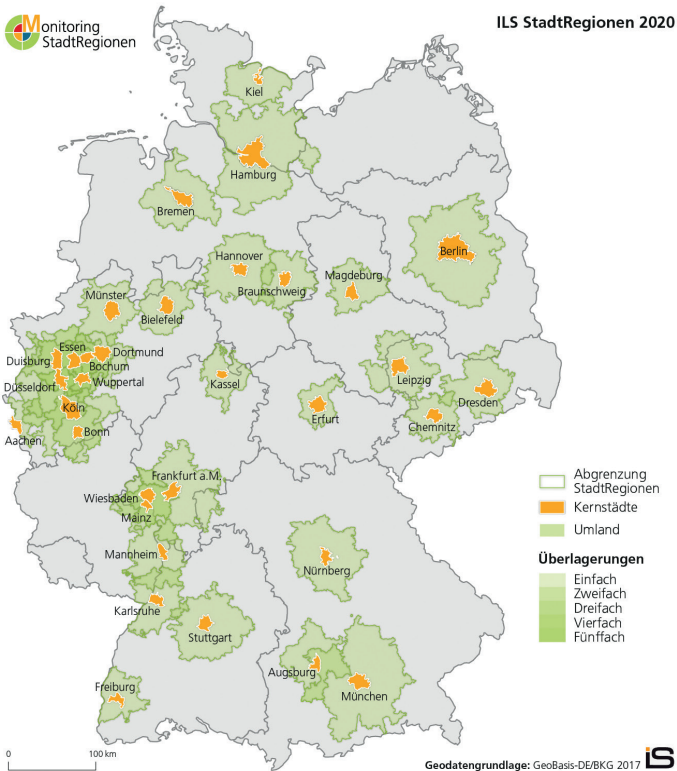 Monitoring
StadtRegionen
ILS StadtRegionen 2020
Kiel
Hamburg
Bremen
Berlin
Hannover
Braunschweig
Magdeburg
Münster
Bielefeld
Essen
Dortmund
Duisburg
Bochum
Düsseldorf
Wuppertal
Kassel
Leipzig
Köln
Dresden
Erfurt
Chemnitz
Aachen
Bonn
Frankfurt a.M.
Wiesbaden
Mainz
Mannheim
Nürnberg
Karlsruhe
Stuttgart
Augsburg
München
Freiburg
Abgrenzung
StadtRegionen
Kernstädte
Umland
Überlagerungen
Einfach
Zweifach
Dreifach
Vierfach
Fünffach
0 100 km
Geodatengrundlage: GeoBasis-DE/BKG 2017
ILS